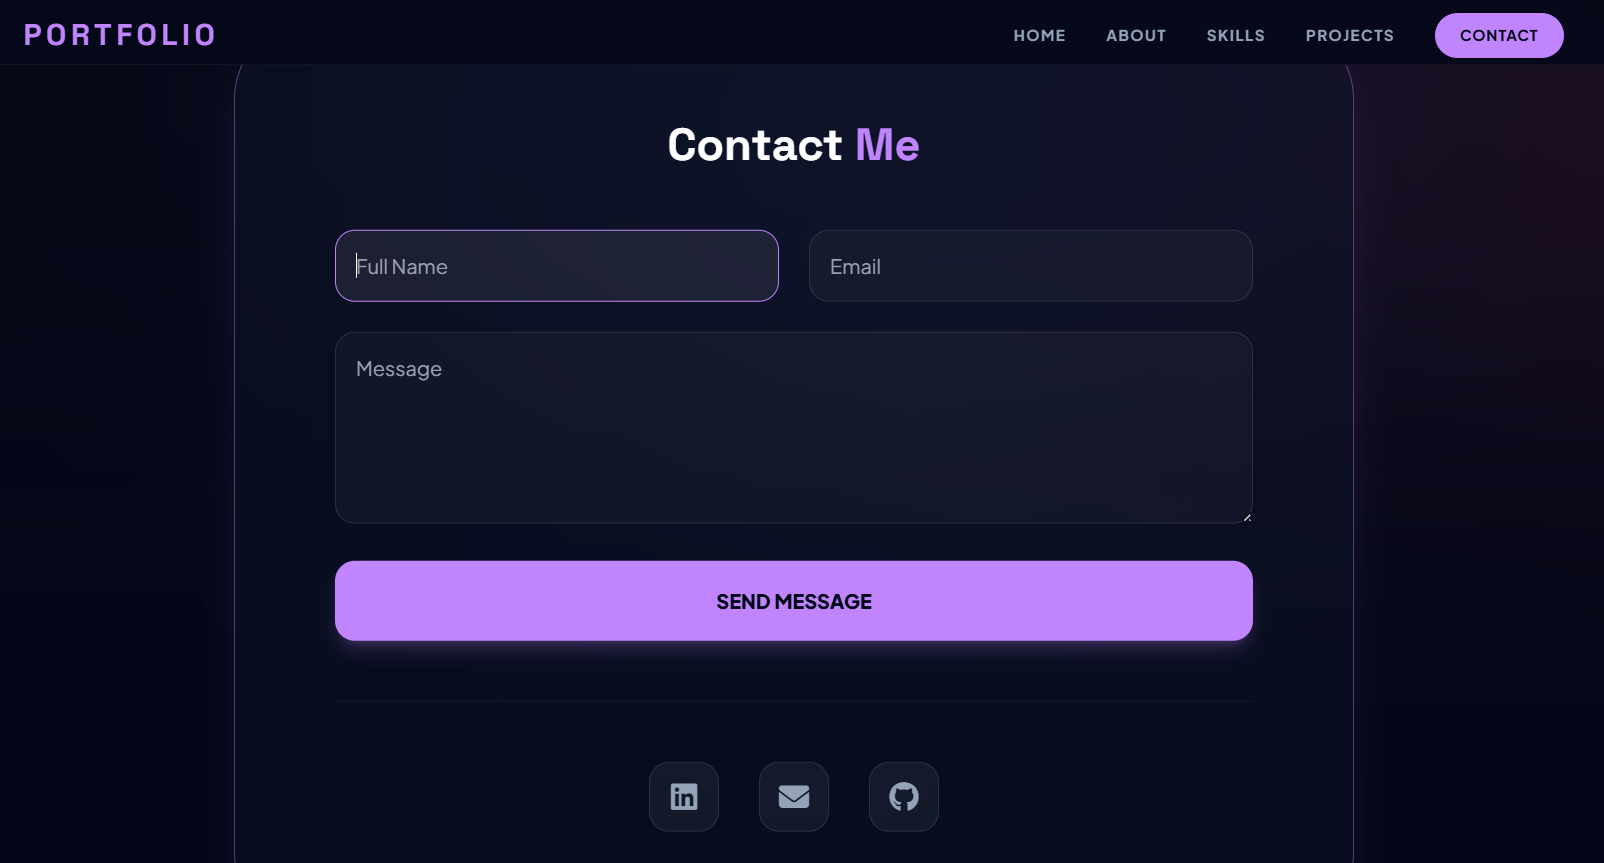 PORTFOLIO
HOME ABOUT SKILLS PROJECTS CONTACT
Contact Me
Full Name Email
Message
SEND MESSAGE